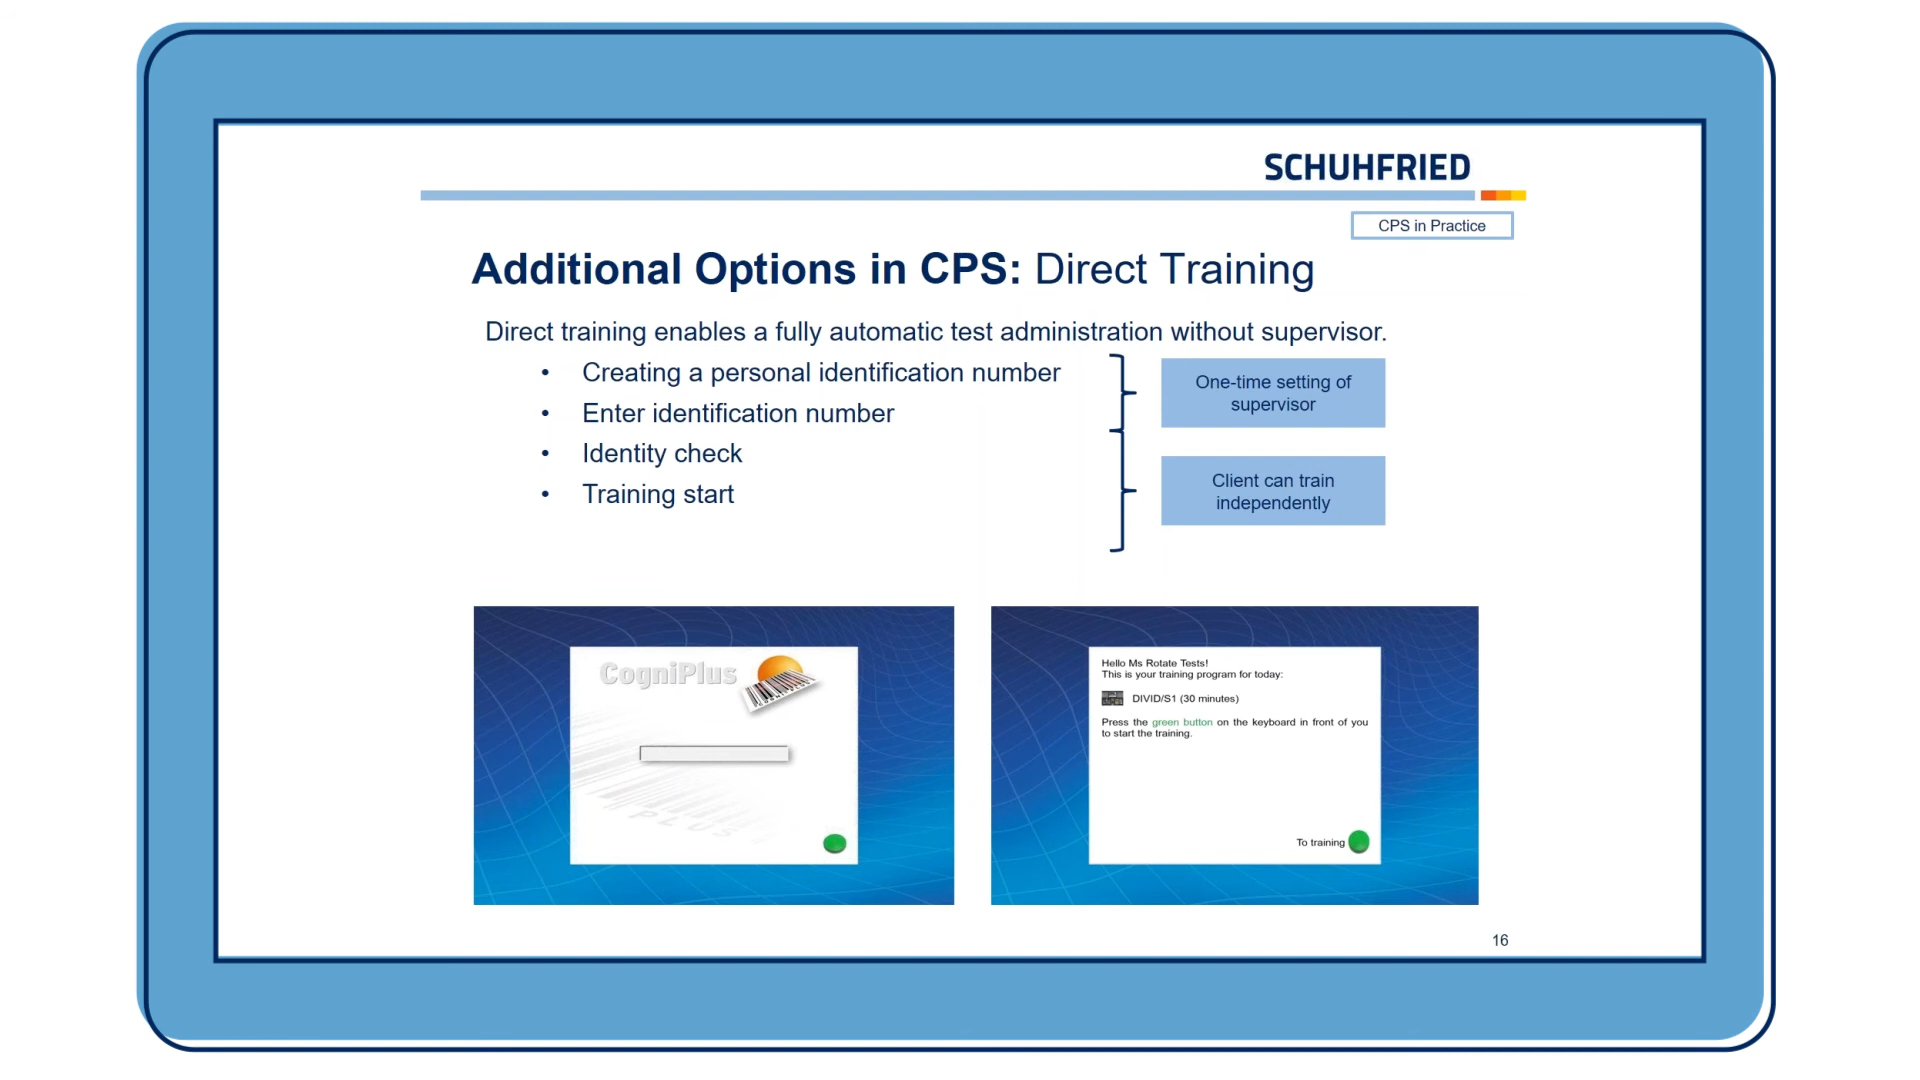 SCHUHFRIED
CPS in Practice
Additional Options in CPS: Direct Training
Direct training enables a fully automatic test administration without supervisor.
• Creating a personal identification number
• Enter identification number
• Identity check
• Training start
One-time setting of
supervisor
Client can train
independently
CogniPlus
PLUS
Hello Ms Rotate Tests!
This is your training program for today:
DIVID/S1 (30 minutes)
Press the green button on the keyboard in front of you
to start the training.
To training
16